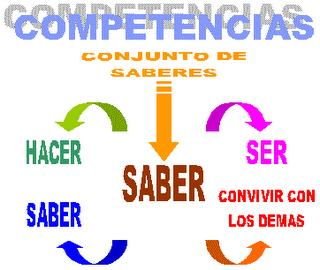 COMPETENCIAS
CONJUNTO DE
SABERES
HACER
SER
SABER
SABER
CONVIVIR CON
LOS DEMAS